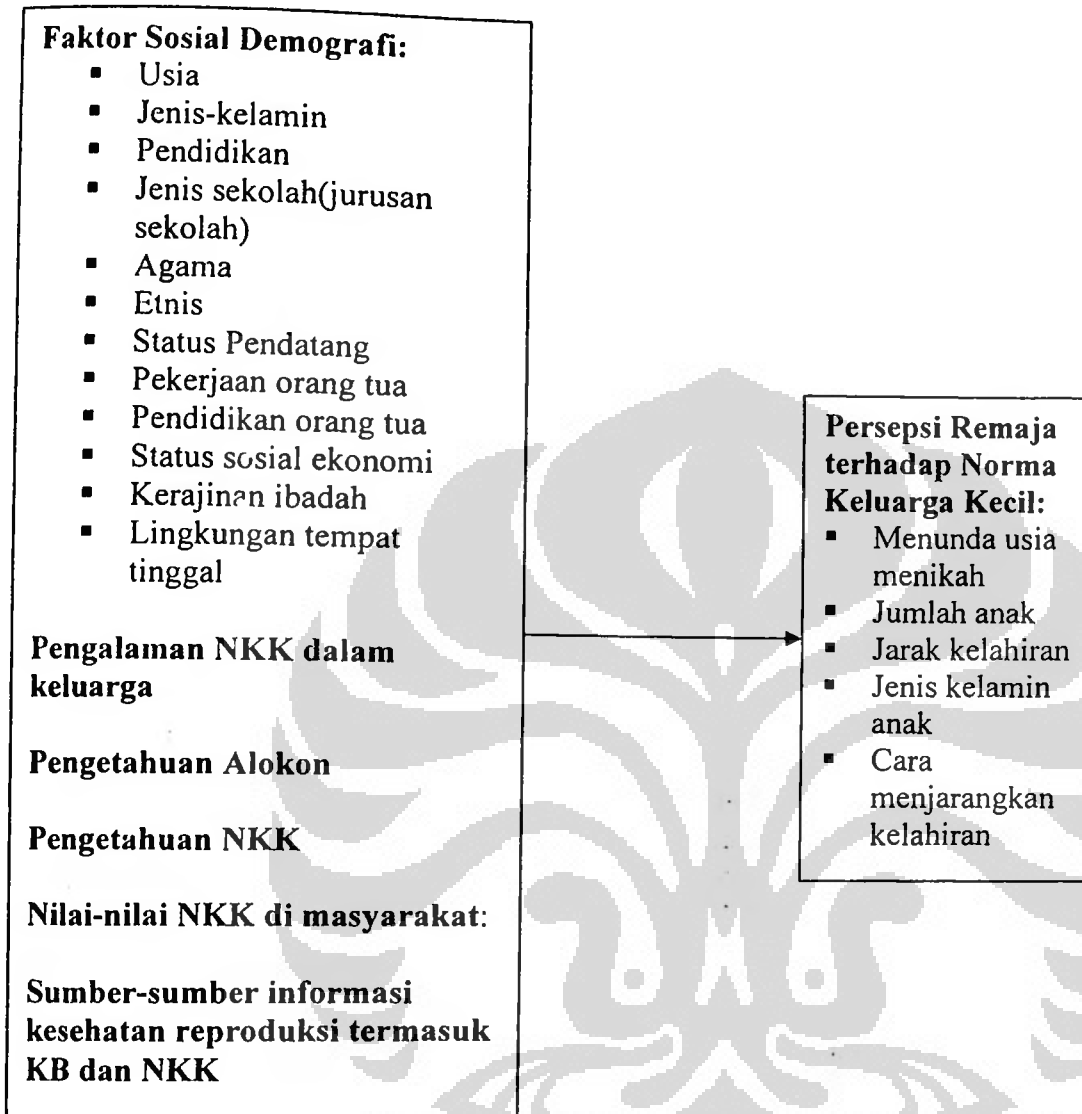 Faktor Sosial Demografi:
▪ Usia
▪ Jenis-kelamin
▪ Pendidikan
▪ Jenis sekolah(jurusan
sekolah)
▪ Agama
▪ Etnis
▪ Status Pendatang
▪ Pekerjaan orang tua
▪ Pendidikan orang tua
▪ Status sosial ekonomi
▪ Kerajinan ibadah
▪ Lingkungan tempat
tinggal
Pengalaman NKK dalam
keluarga
Pengetahuan Alokon
Pengetahuan NKK
Nilai-nilai NKK di masyarakat:
Sumber-sumber informasi
kesehatan reproduksi termasuk
KB dan NKK
Persepsi Remaja
terhadap Norma
Keluarga Kecil:
▪ Menunda usia
menikah
▪ Jumlah anak
▪ Jarak kelahiran
▪ Jenis kelamin
anak
▪ Cara
menjarangkan
kelahiran